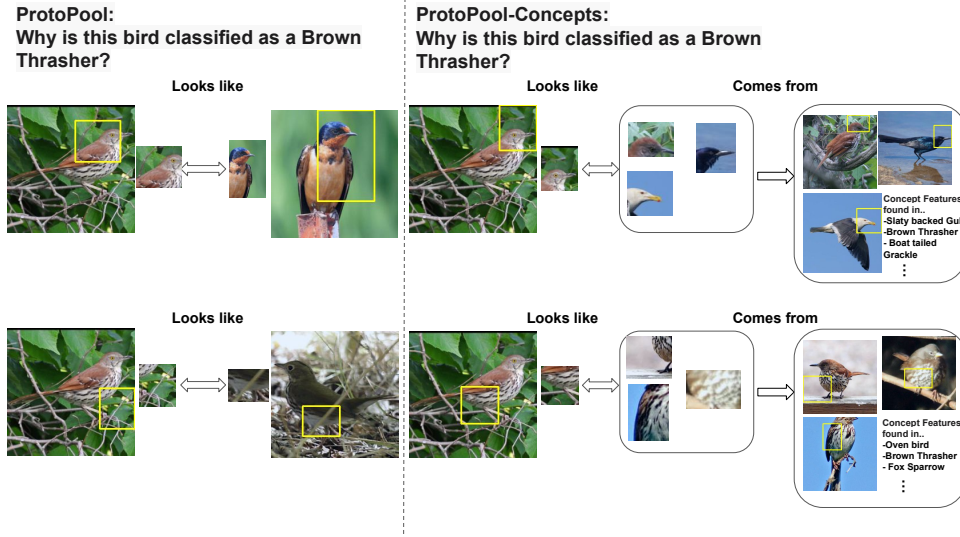 ProtoPool:
Why is this bird classified as a Brown
Thrasher?
Looks like
Looks like
ProtoPool-Concepts:
Why is this bird classified as a Brown
Thrasher?
Looks like
Comes from
Concept Features
found in..
-Slaty backed Gul
-Brown Thrasher
- Boat tailed
Grackle
⋮
Looks like
Comes from
Concept Features
found in..
-Oven bird
-Brown Thrasher
- Fox Sparrow
⋮